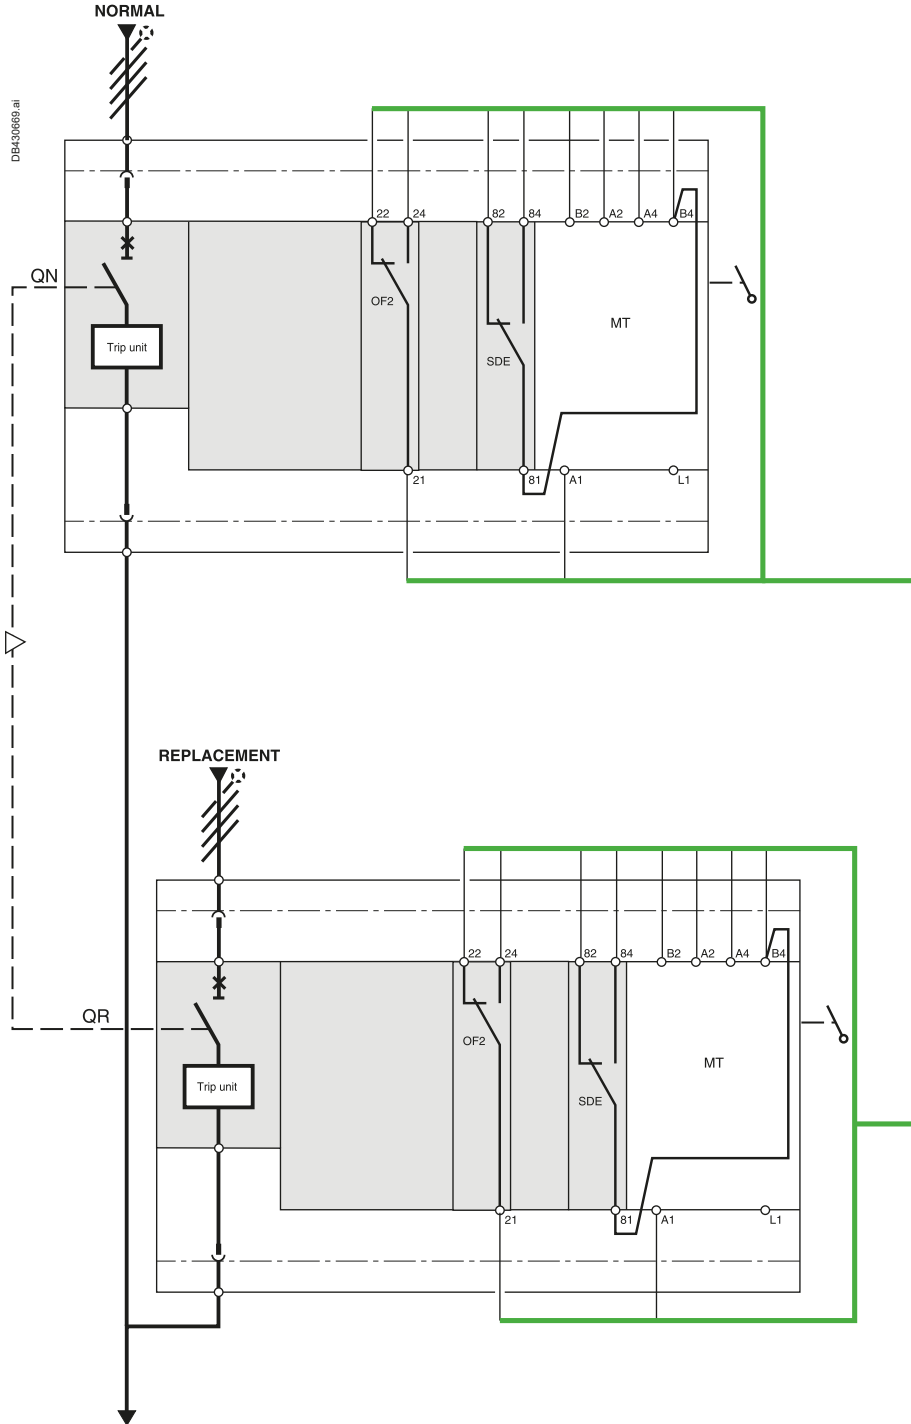 NORMAL
DB430669.ai
22 24 82 84 B2 A2 A4 B4
QN
OF2
MT
Trip unit
SDE
21 81 A1 L1
REPLACEMENT
22 24 82 84 B2 A2 A4 B4
QR
OF2
MT
Trip unit
SDE
21 81 A1 L1